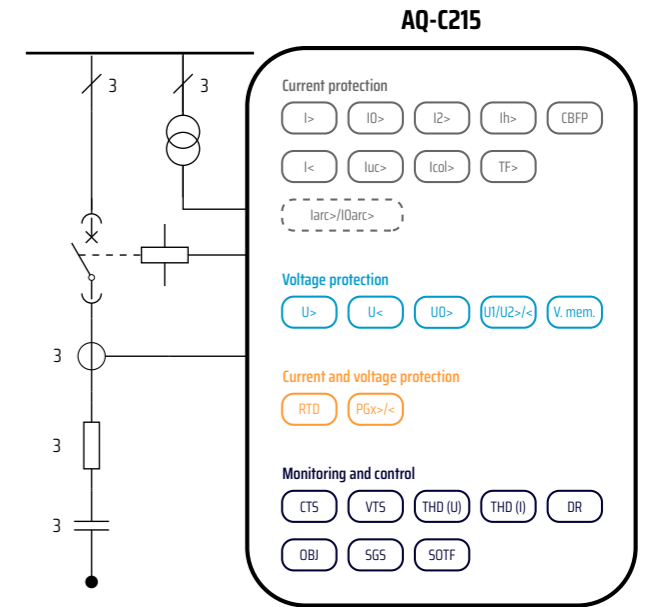 AQ-C215
3 3
Current protection
I> I0> I2> Ih> CBFP
I< Iuc> Icol> TF>
Iarc>/I0arc>
Voltage protection
U> U< U0> U1/U2>/< V. mem.
3
Current and voltage protection
RTD PGx>/<
3
Monitoring and control
CTS VTS THD (U) THD (I) DR
3
OBJ SGS SOTF